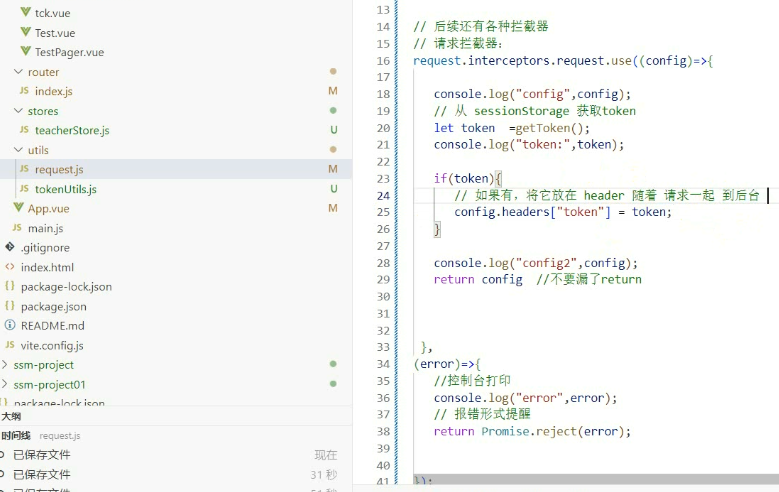 tck.vue
Test.vue
TestPager.vue
router
JS index.js M
stores
JS teacherStore.js U
utils
JS request.js M
JS tokenUtils.js U
App.vue M
JS main.js
.gitignore
<> index.html
{} package-lock.json
{} package.json
README.md
JS vite.config.js
ssm-project
ssm-project01
大纲
时间线 request.js
已保存文件 现在
已保存文件 31 秒
13
14 // 后续还有各种拦截器
15 // 请求拦截器:
16 request.interceptors.request.use((config)=>{
17
18 console.log("config",config);
19 // 从 sessionStorage 获取token
20 let token =getToken();
21 console.log("token:",token);
22
23 if(token){
24 // 如果有，将它放在 header 随着 请求一起 到后台
25 config.headers["token"] = token;
26 }
27
28 console.log("config2",config);
29 return config //不要漏了return
30
31
32
33 },
34 (error)=>{
35 //控制台打印
36 console.log("error",error);
37 // 报错形式提醒
38 return Promise.reject(error);
39
40
41 });